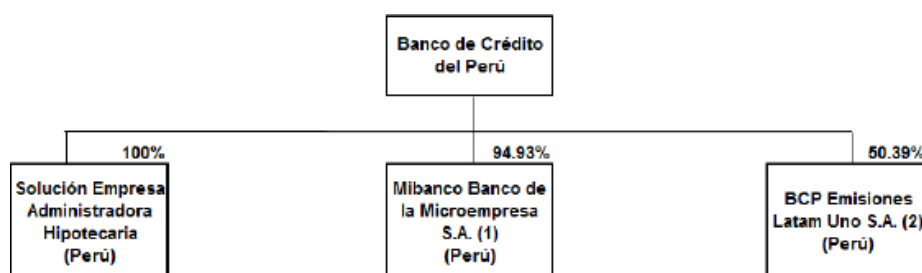 Banco de Crédito
del Perú
100%
94.93%
50.39%
Solución Empresa
Administradora
Hipotecaria
(Perú)
Mibanco Banco de
la Microempresa
S.A. (1)
(Perú)
BCP Emisiones
Latam Uno S.A. (2)
(Perú)